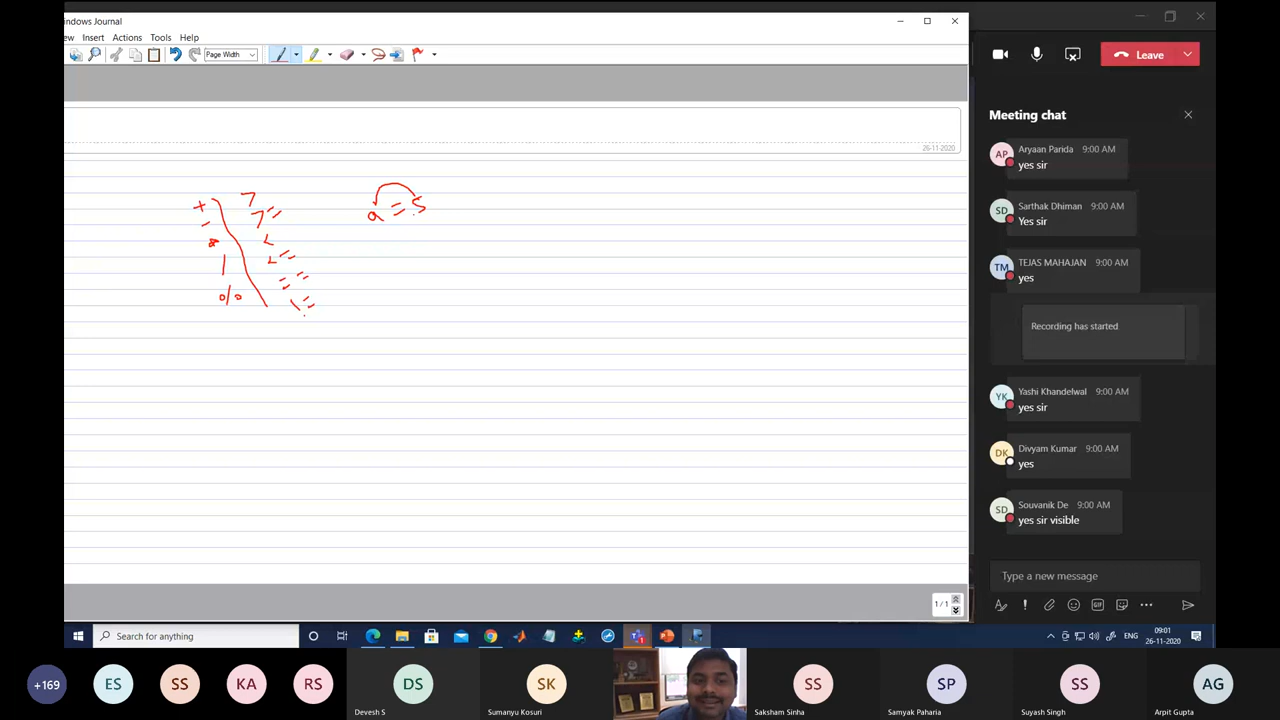 indows Journal
ew Insert Actions Tools Help
Page Width
Leave
Meeting chat
26-11-2020
AP Aryaan Parida 9:00 AM
yes sir
SD Sarthak Dhiman 9:00 AM
Yes sir
TM TEJAS MAHAJAN 9:00 AM
yes
Recording has started
YK Yashi Khandelwal 9:00 AM
yes sir
DK Divyam Kumar 9:00 AM
yes
SD Souvanik De 9:00 AM
yes sir visible
+ >
- >=
* <
/ <=
% ==
!=
a = 5
Type a new message
GIF
1 / 1
Search for anything
ENG
09:01
26-11-2020
+169 ES SS KA RS DS SK SS SP SS AG
Devesh S Sumanyu Kosuri Saksham Sinha Samyak Paharia Suyash Singh Arpit Gupta